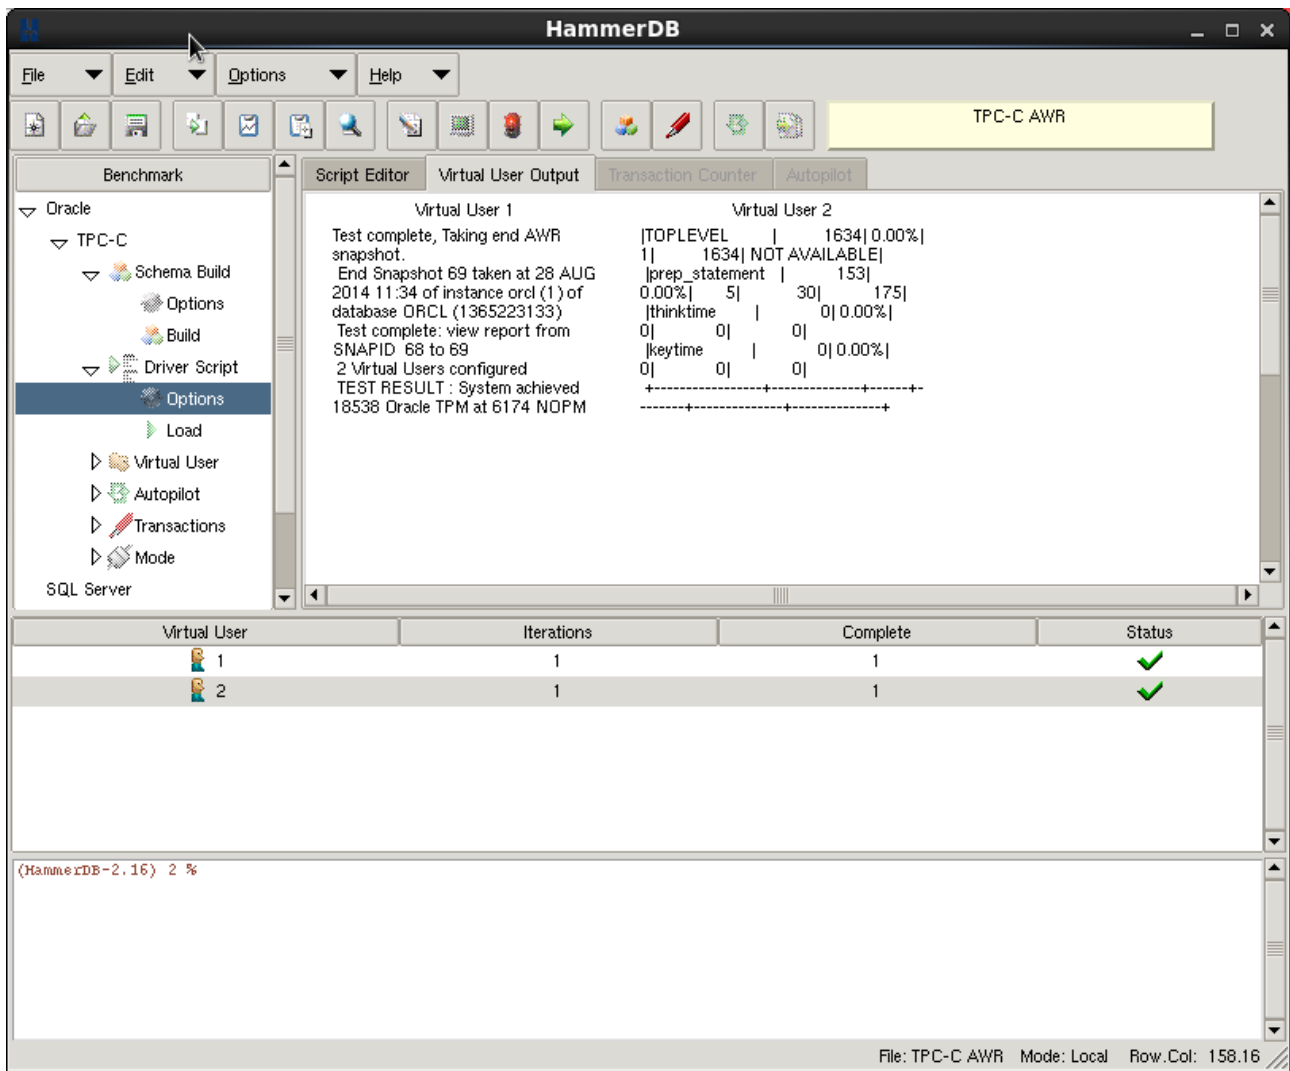 HammerDB
File Edit Options Help
TPC-C AWR
Benchmark
Script Editor Virtual User Output Transaction Counter Autopilot
Oracle
TPC-C
Schema Build
Options
Build
Driver Script
Options
Load
Virtual User
Autopilot
Transactions
Mode
SQL Server
Virtual User 1
Test complete, Taking end AWR
snapshot.
End Snapshot 69 taken at 28 AUG
2014 11:34 of instance orcl (1) of
database ORCL (1365223133)
Test complete: view report from
SNAPID 68 to 69
2 Virtual Users configured
TEST RESULT : System achieved
18538 Oracle TPM at 6174 NOPM
Virtual User 2
|TOPLEVEL | 1634| 0.00%|
1| 1634| NOT AVAILABLE|
|prep_statement | 153|
0.00%| 5| 30| 175|
|thinktime | 0| 0.00%|
0| 0| 0|
|keytime | 0| 0.00%|
0| 0| 0|
+-----------------+--------------+------+-
-------+--------------+--------------+
Virtual User Iterations Complete Status
1 1 1
2 1 1
(HammerDB-2.16) 2 %
File: TPC-C AWR Mode: Local Row.Col: 158.16